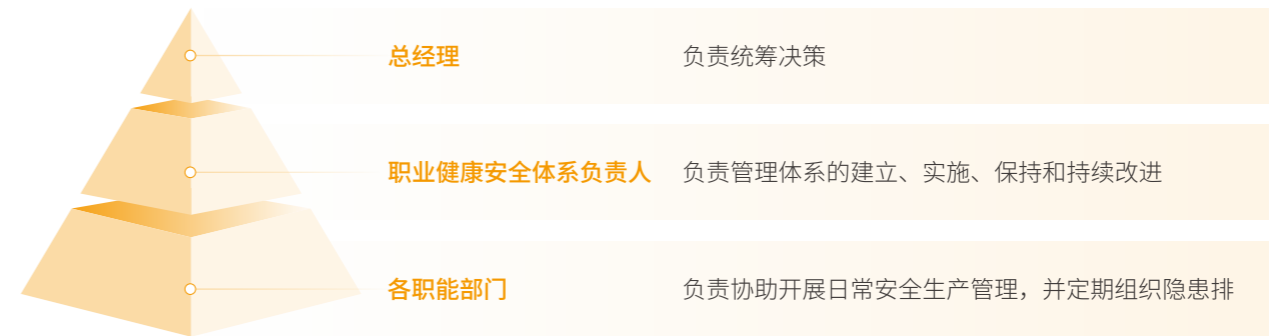 总经理 负责统筹决策
职业健康安全体系负责人 负责管理体系的建立、实施、保持和持续改进
各职能部门 负责协助开展日常安全生产管理，并定期组织隐患排